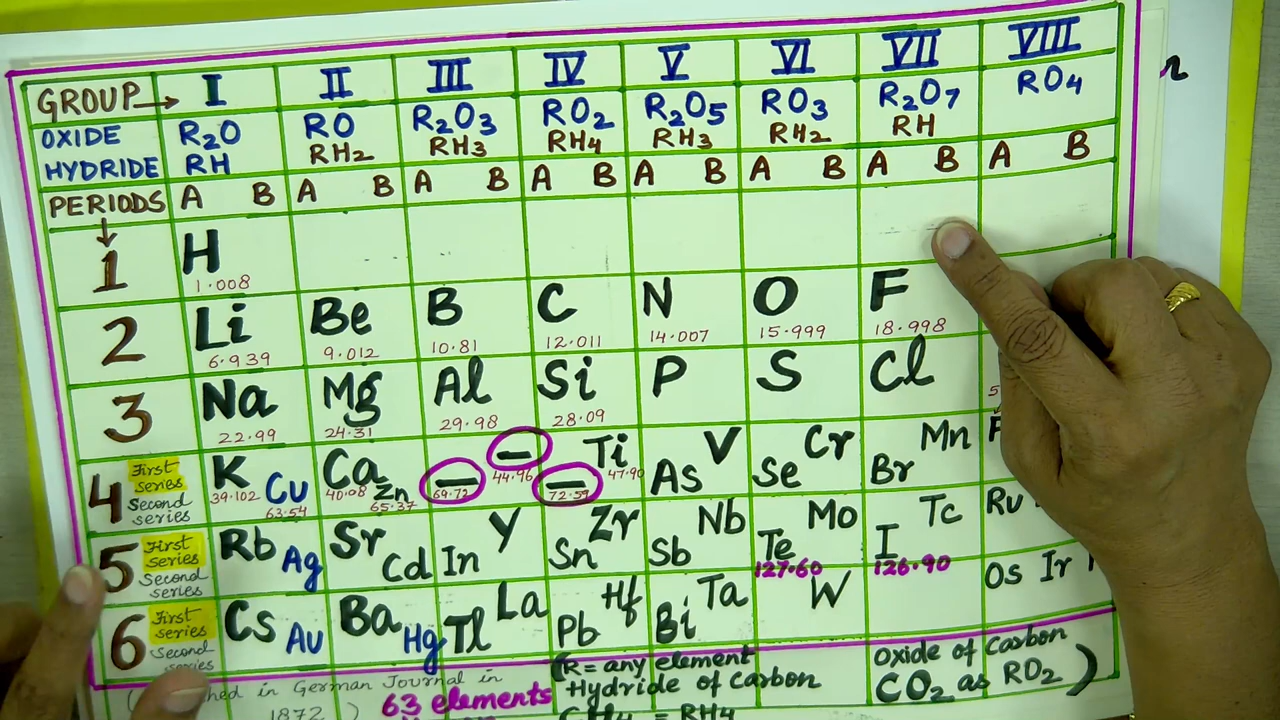 GROUP → I II III IV V VI VII VIII
OXIDE R₂O RO R₂O₃ RO₂ R₂O₅ RO₃ R₂O₇ RO₄
HYDRIDE RH RH₂ RH₃ RH₄ RH₃ RH₂ RH
PERIODS A B A B A B A B A B A B A B A B
1 H
1.008
2 Li Be B C N O F
6.939 9.012 10.81 12.011 14.007 15.999 18.998
3 Na Mg Al Si P S Cl
22.99 24.31 29.98 28.09
4 First series K Ca — Ti V Cr Mn
39.102 40.08 44.96 47.90
Second series Cu Zn — — As Se Br
63.54 65.37 69.72 72.59
5 First series Rb Sr Y Zr Nb Mo Tc Ru
Second series Ag Cd In Sn Sb Te I
127.60 126.90
6 First series Cs Ba La Hf Ta W Os Ir
Second series Au Hg Tl Pb Bi
in German Journal in
1872 )
63 elements
(R = any element
Hydride of Carbon
CH₄ = RH₄
Oxide of Carbon
CO₂ as RO₂ )